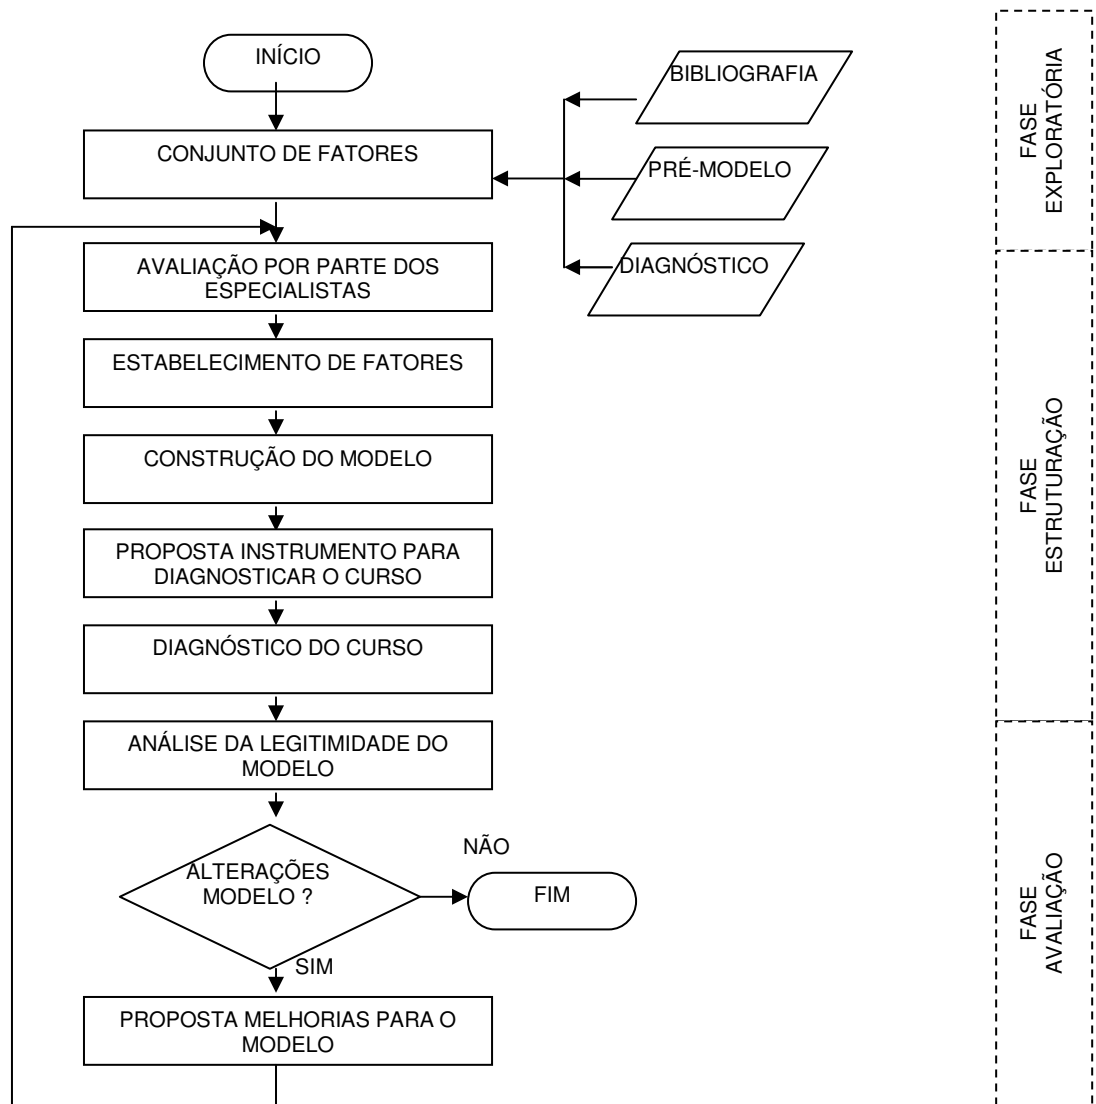 INÍCIO
BIBLIOGRAFIA
CONJUNTO DE FATORES
PRÉ-MODELO
FASE
EXPLORATÓRIA
AVALIAÇÃO POR PARTE DOS
ESPECIALISTAS
DIAGNÓSTICO
ESTABELECIMENTO DE FATORES
CONSTRUÇÃO DO MODELO
PROPOSTA INSTRUMENTO PARA
DIAGNOSTICAR O CURSO
DIAGNÓSTICO DO CURSO
FASE
ESTRUTURAÇÃO
ANÁLISE DA LEGITIMIDADE DO
MODELO
ALTERAÇÕES
MODELO ?
NÃO
FIM
SIM
PROPOSTA MELHORIAS PARA O
MODELO
FASE
AVALIAÇÃO